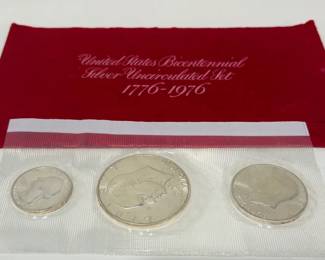 United States Bicentennial
Silver Uncirculated Set
1776-1976